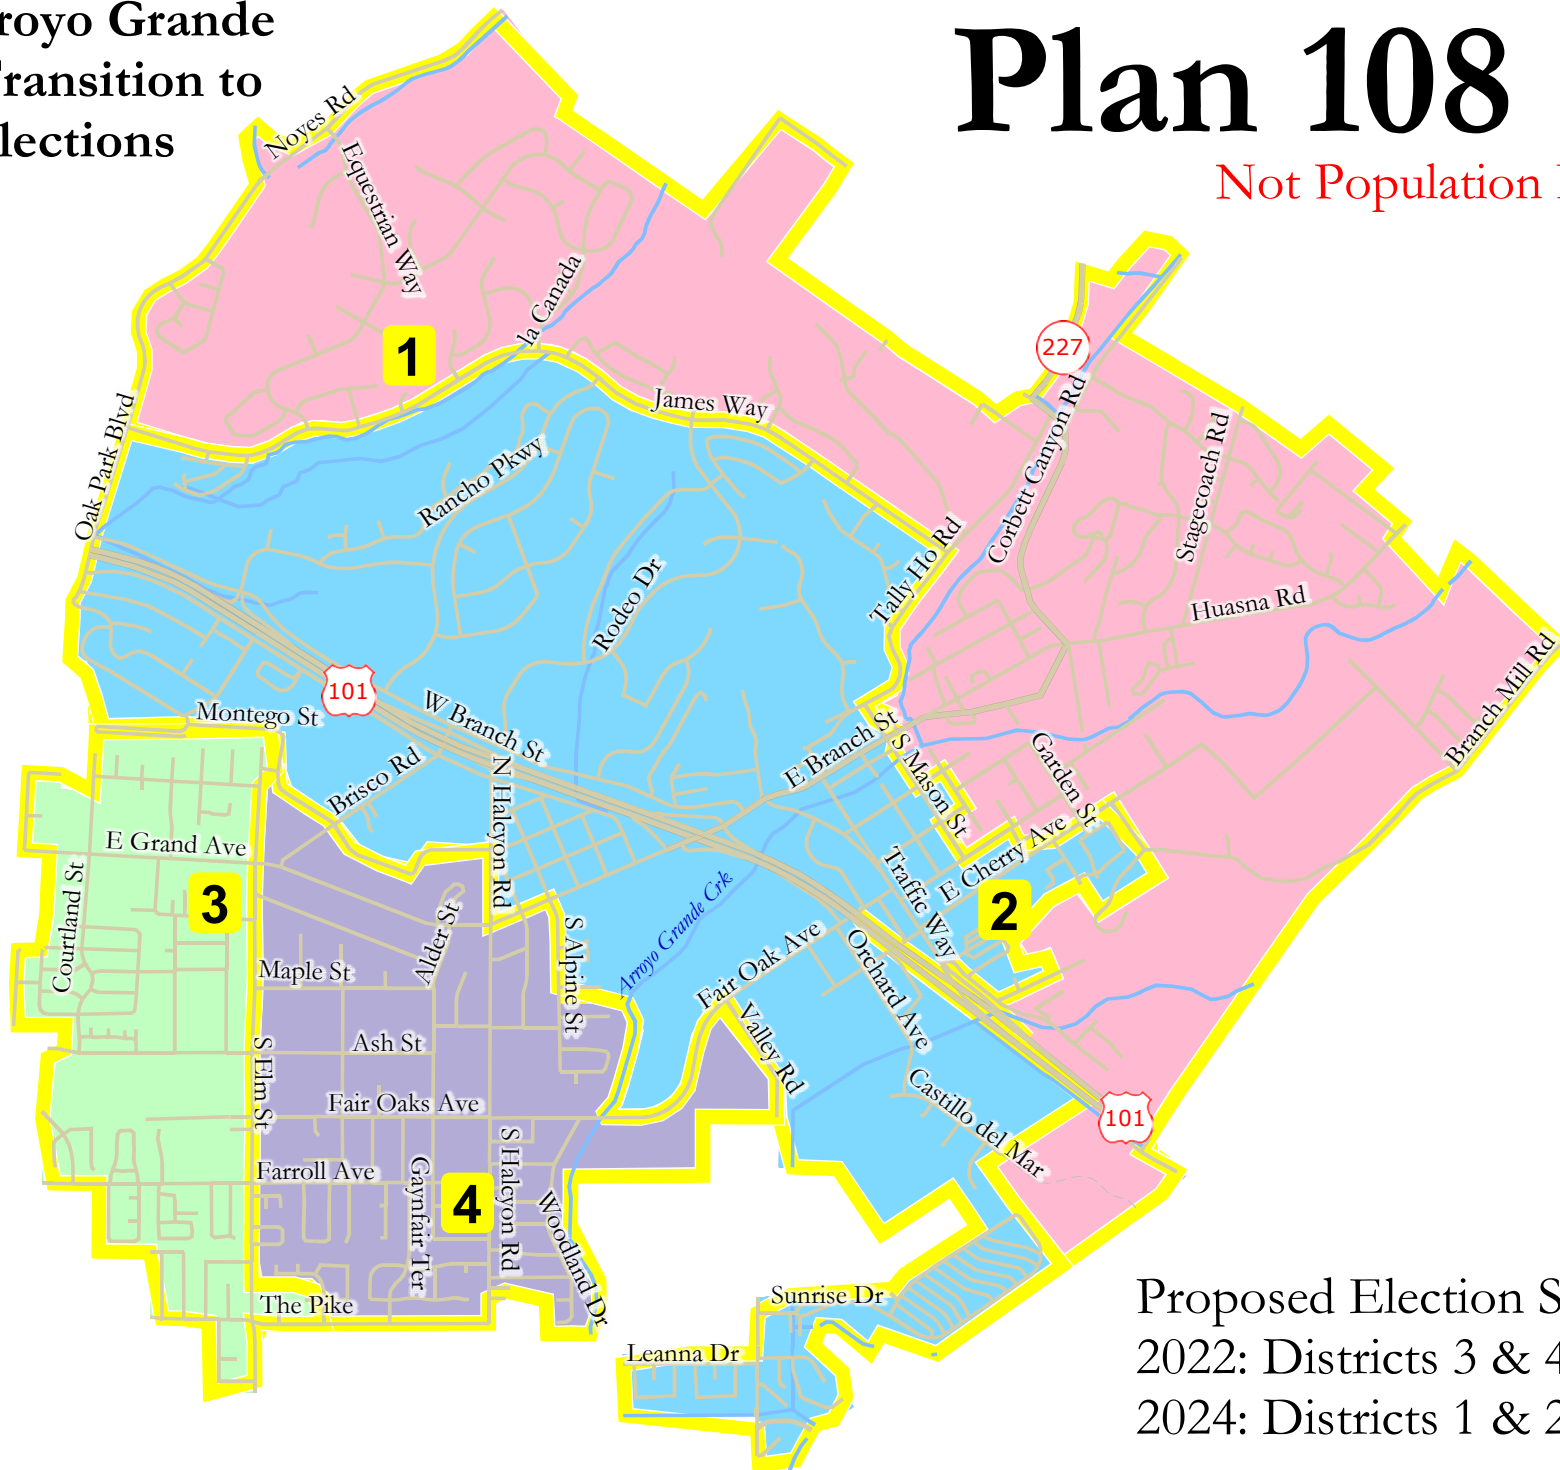 royo Grande
ransition to
lections
Plan 108
Not Population
Noyes Rd
Equestrian Way
la Canada
1
227
James Way
Oak Park Blvd
Rancho Pkwy
Corbett Canyon Rd
Stagecoach Rd
Tally Ho Rd
Rodeo Dr
Huasna Rd
101
Montego St
W Branch St
Branch Mill Rd
E Branch St
S Mason St
Garden St
Brisco Rd
N Halcyon Rd
E Grand Ave
E Cherry Ave
Traffic Way
3
2
Courtland St
Alder St
Arroyo Grande Crk
S Alpine St
Fair Oak Ave
Orchard Ave
Maple St
Valley Rd
Ash St
S Elm St
Fair Oaks Ave
Castillo del Mar
101
Farroll Ave
Gaynfair Ter
4
S Halcyon Rd
Woodland Dr
The Pike
Sunrise Dr
Leanna Dr
Proposed Election S
2022: Districts 3 & 4
2024: Districts 1 & 2